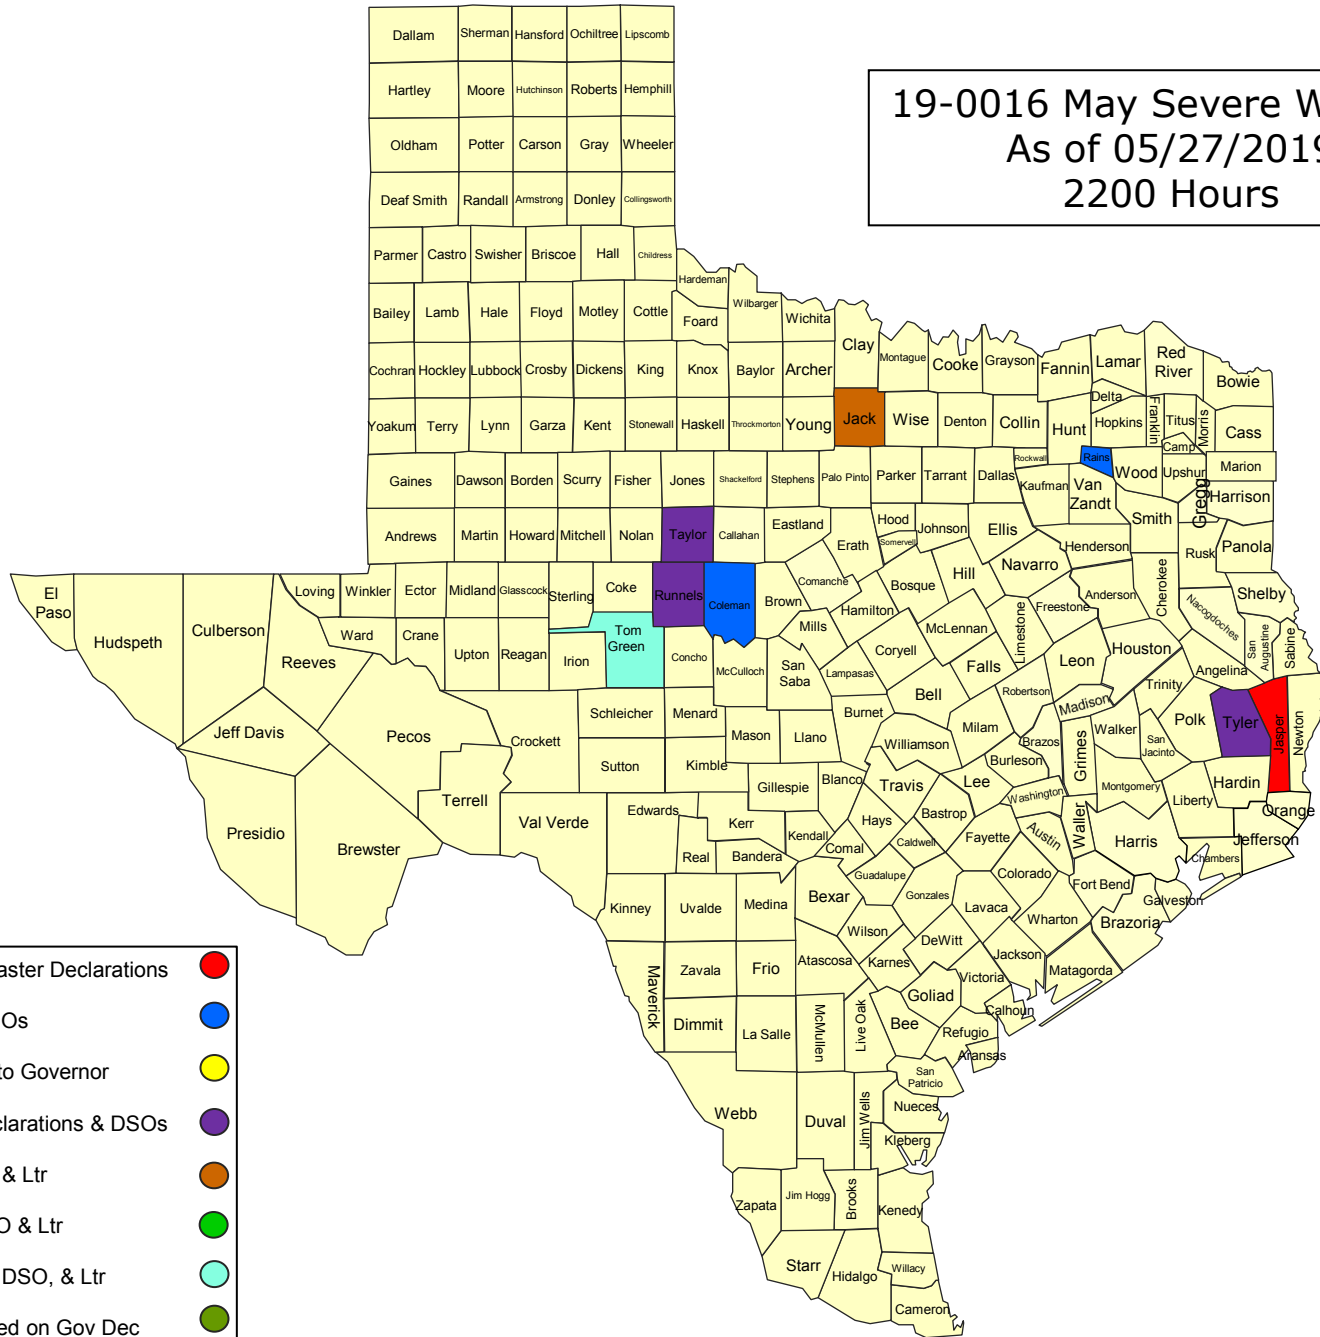 Dallam Sherman Hansford Ochiltree Lipscomb
Hartley Moore Hutchinson Roberts Hemphill
19-0016 May Severe W
As of 05/27/2019
2200 Hours
Oldham Potter Carson Gray Wheeler
Deaf Smith Randall Armstrong Donley Collingsworth
Parmer Castro Swisher Briscoe Hall Childress
Hardeman
Bailey Lamb Hale Floyd Motley Cottle Foard Wilbarger Wichita
Clay Montague Cooke Grayson Fannin Lamar Red River Bowie
Cochran Hockley Lubbock Crosby Dickens King Knox Baylor Archer
Delta
Yoakum Terry Lynn Garza Kent Stonewall Haskell Throckmorton Young Jack Wise Denton Collin Hunt Hopkins Franklin Titus Morris Cass
Camp
Rockwall Rains Wood Upshur Marion
Gaines Dawson Borden Scurry Fisher Jones Shackelford Stephens Palo Pinto Parker Tarrant Dallas Kaufman Van Zandt Gregg Harrison
Andrews Martin Howard Mitchell Nolan Taylor Callahan Eastland Erath Hood Somervell Johnson Ellis Henderson Smith Rusk Panola
El Paso Hudspeth Culberson Loving Winkler Ector Midland Glasscock Sterling Coke Runnels Coleman Brown Comanche Hamilton Bosque Hill Navarro Freestone Anderson Cherokee Nacogdoches Shelby
Reeves Ward Crane Upton Reagan Irion Tom Green Concho McCulloch San Saba Mills Lampasas Coryell McLennan Limestone Falls Leon Houston Angelina San Augustine Sabine
Jeff Davis Pecos Crockett Schleicher Menard Mason Llano Burnet Bell Milam Robertson Madison Trinity Walker San Jacinto Polk Tyler Jasper Newton
Presidio Brewster Terrell Val Verde Sutton Kimble Gillespie Blanco Williamson Travis Lee Burleson Brazos Grimes Washington Montgomery Liberty Hardin Orange
Edwards Real Kerr Bandera Kendall Comal Hays Caldwell Bastrop Fayette Austin Waller Harris Chambers Jefferson
Kinney Uvalde Medina Bexar Guadalupe Gonzales Lavaca Colorado Fort Bend Galveston
Wilson DeWitt Wharton Brazoria
Maverick Zavala Frio Atascosa Karnes Goliad Victoria Jackson Matagorda
Dimmit La Salle McMullen Live Oak Bee Refugio Calhoun
Aransas
San Patricio
Webb Duval Jim Wells Nueces
Kleberg
Zapata Jim Hogg Brooks Kenedy
Starr Hidalgo Willacy
Cameron
aster Declarations
Os
to Governor
clarations & DSOs
& Ltr
O & Ltr
DSO, & Ltr
ed on Gov Dec